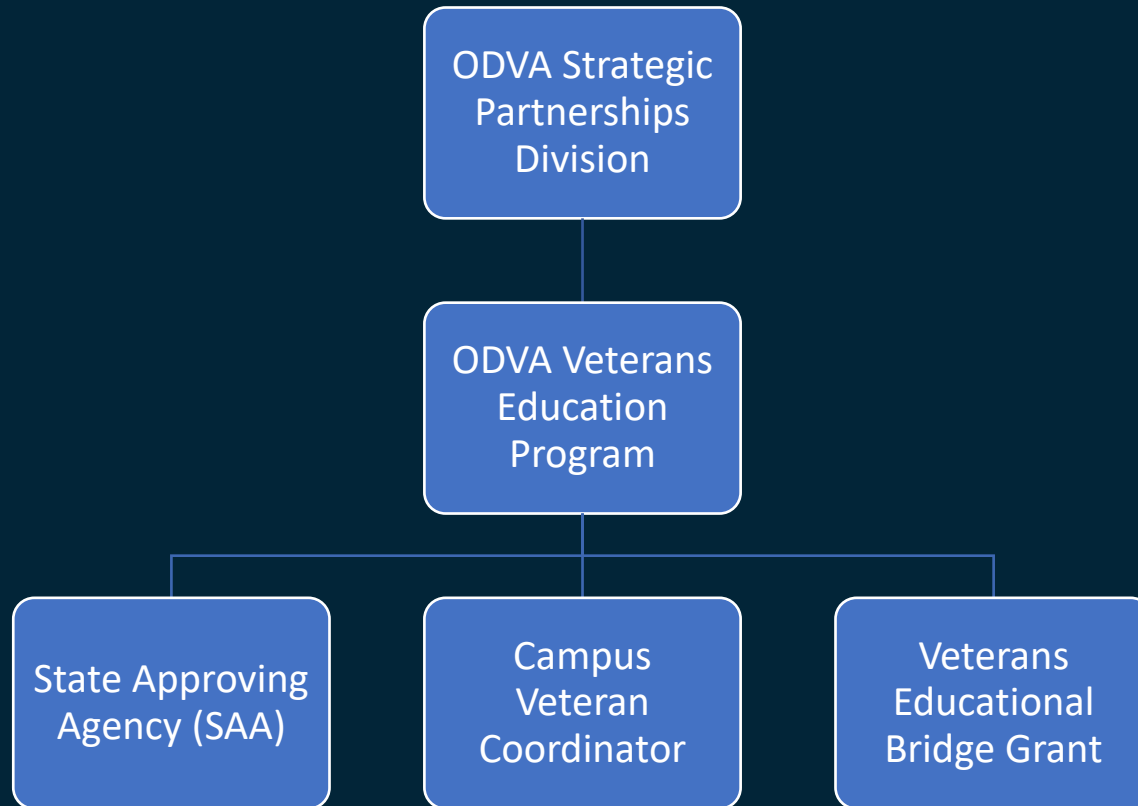 ODVA Strategic
Partnerships
Division
ODVA Veterans
Education
Program
State Approving
Agency (SAA)
Campus
Veteran
Coordinator
Veterans
Educational
Bridge Grant